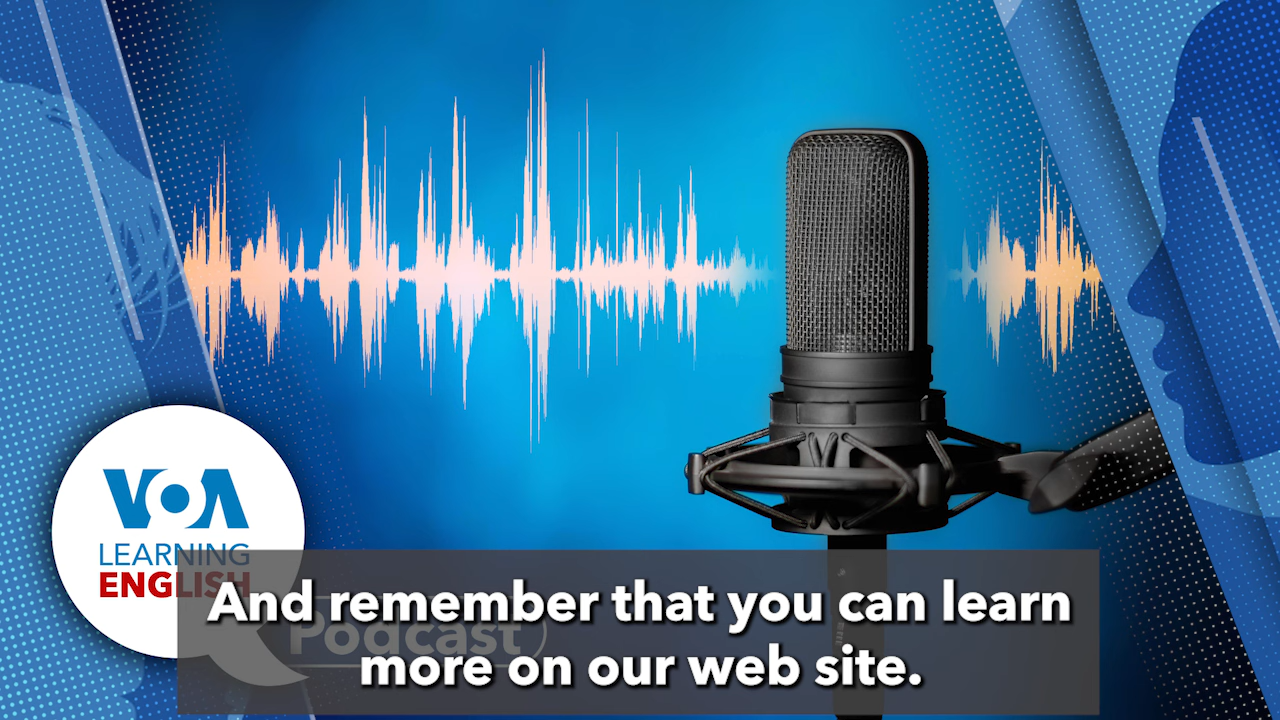 VOA
LEARNING
ENGLISH
Podcast
And remember that you can learn
more on our web site.